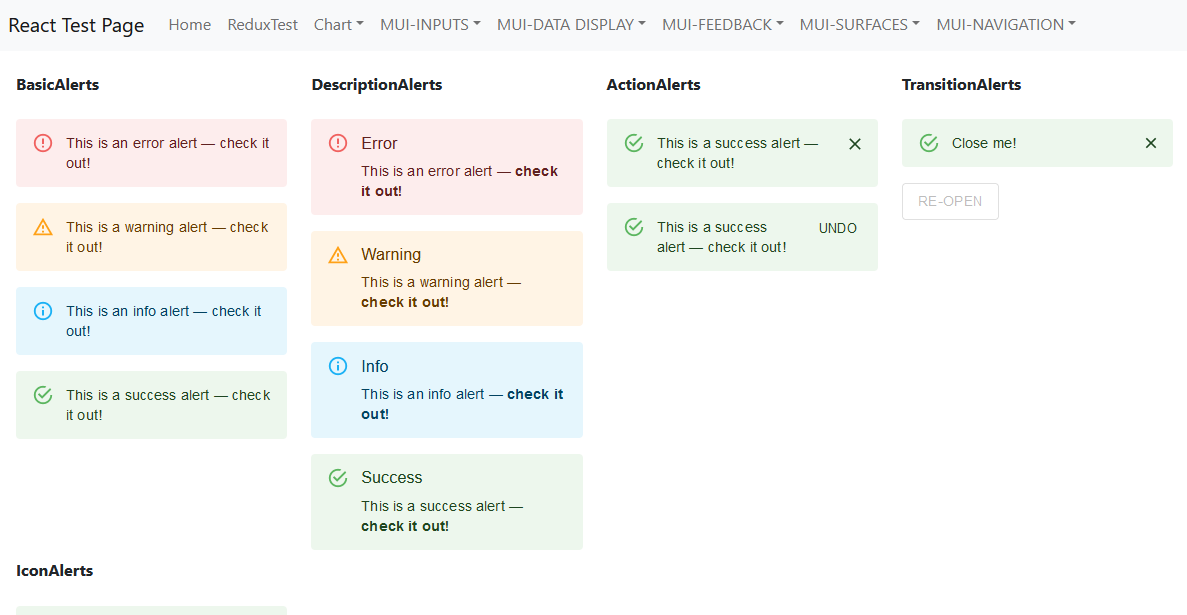 React Test Page Home ReduxTest Chart MUI-INPUTS MUI-DATA DISPLAY MUI-FEEDBACK MUI-SURFACES MUI-NAVIGATION
BasicAlerts
This is an error alert — check it
out!
This is a warning alert — check
it out!
This is an info alert — check it
out!
This is a success alert — check
it out!
DescriptionAlerts
Error
This is an error alert — check
it out!
Warning
This is a warning alert —
check it out!
Info
This is an info alert — check it
out!
Success
This is a success alert —
check it out!
ActionAlerts
This is a success alert —
check it out!
This is a success
alert — check it out!
UNDO
TransitionAlerts
Close me!
RE-OPEN
IconAlerts